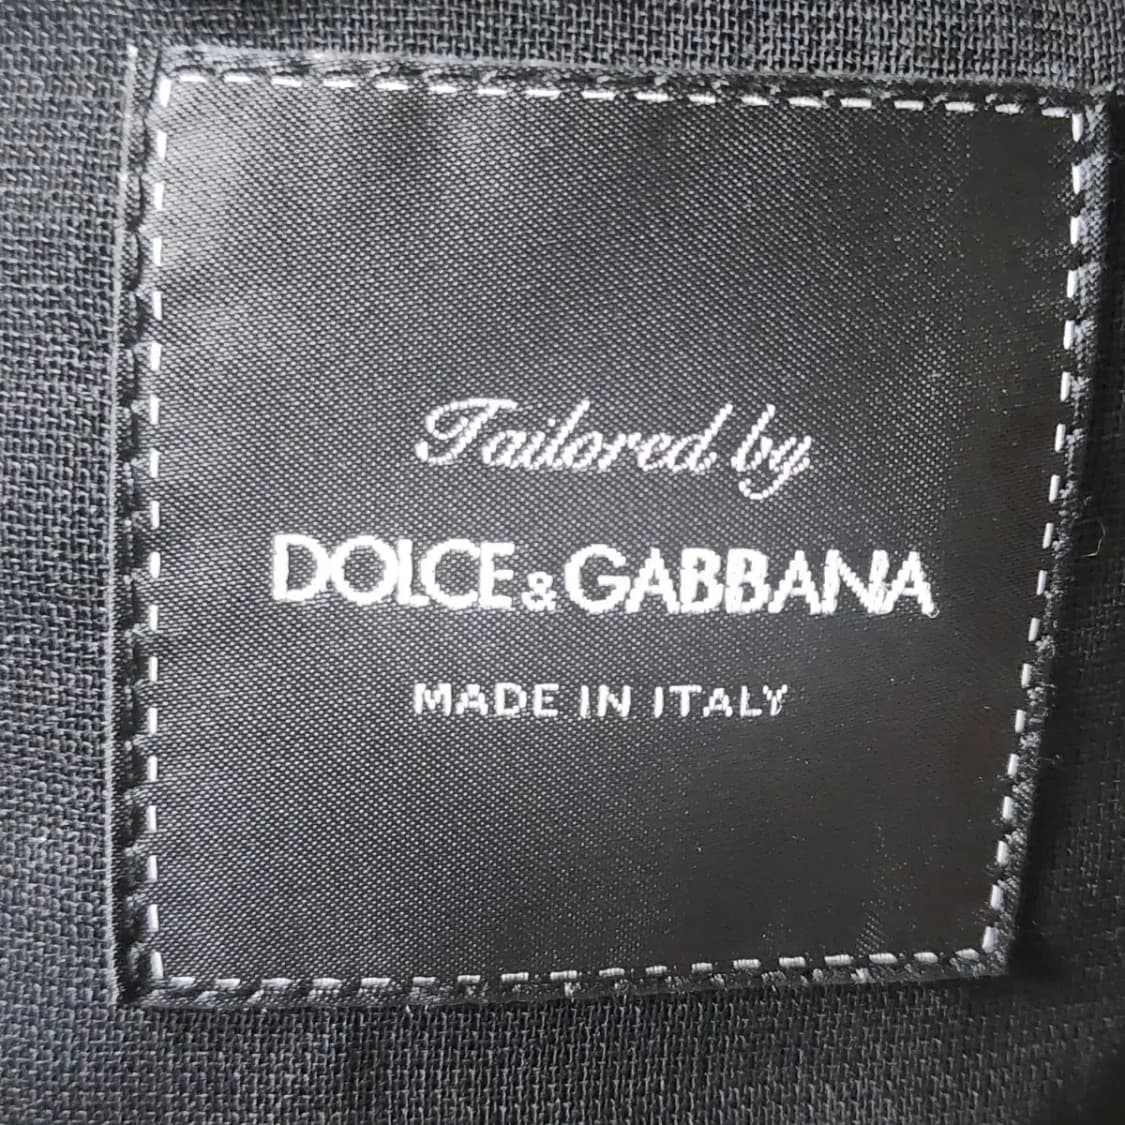 Tailored by
DOLCE & GABBANA
MADE IN ITALY